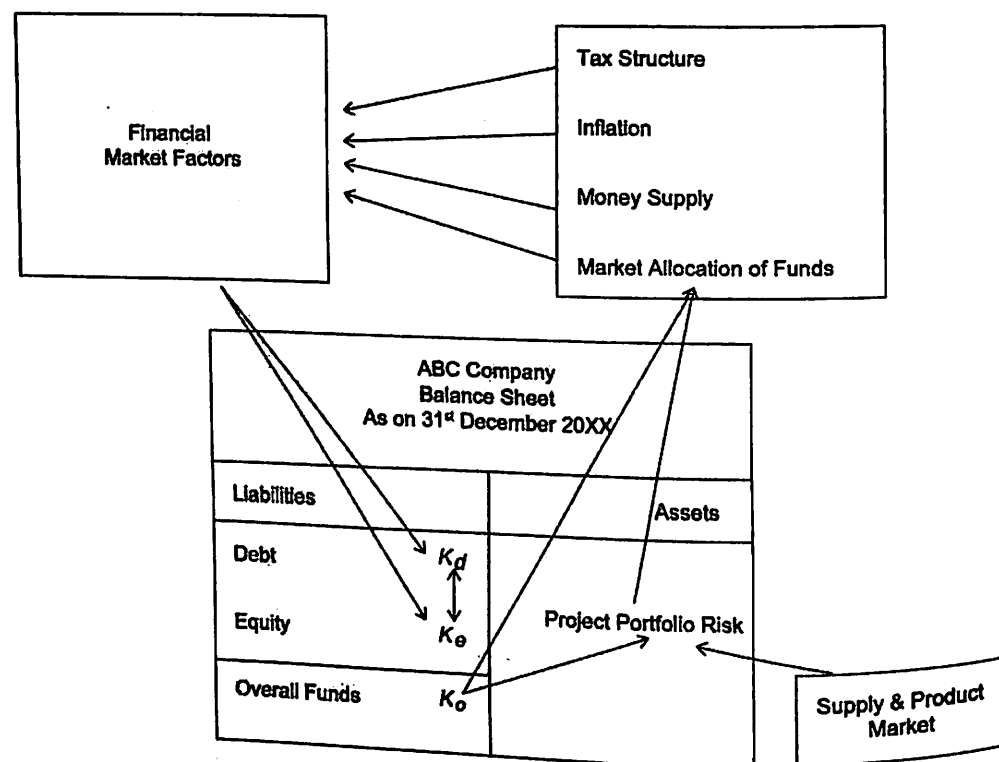 Financial
Market Factors
Tax Structure
Inflation
Money Supply
Market Allocation of Funds
ABC Company
Balance Sheet
As on 31st December 20XX
Liabilities
Assets
Debt
Kd
Equity
Ke
Project Portfolio Risk
Overall Funds
Ko
Supply & Product
Market